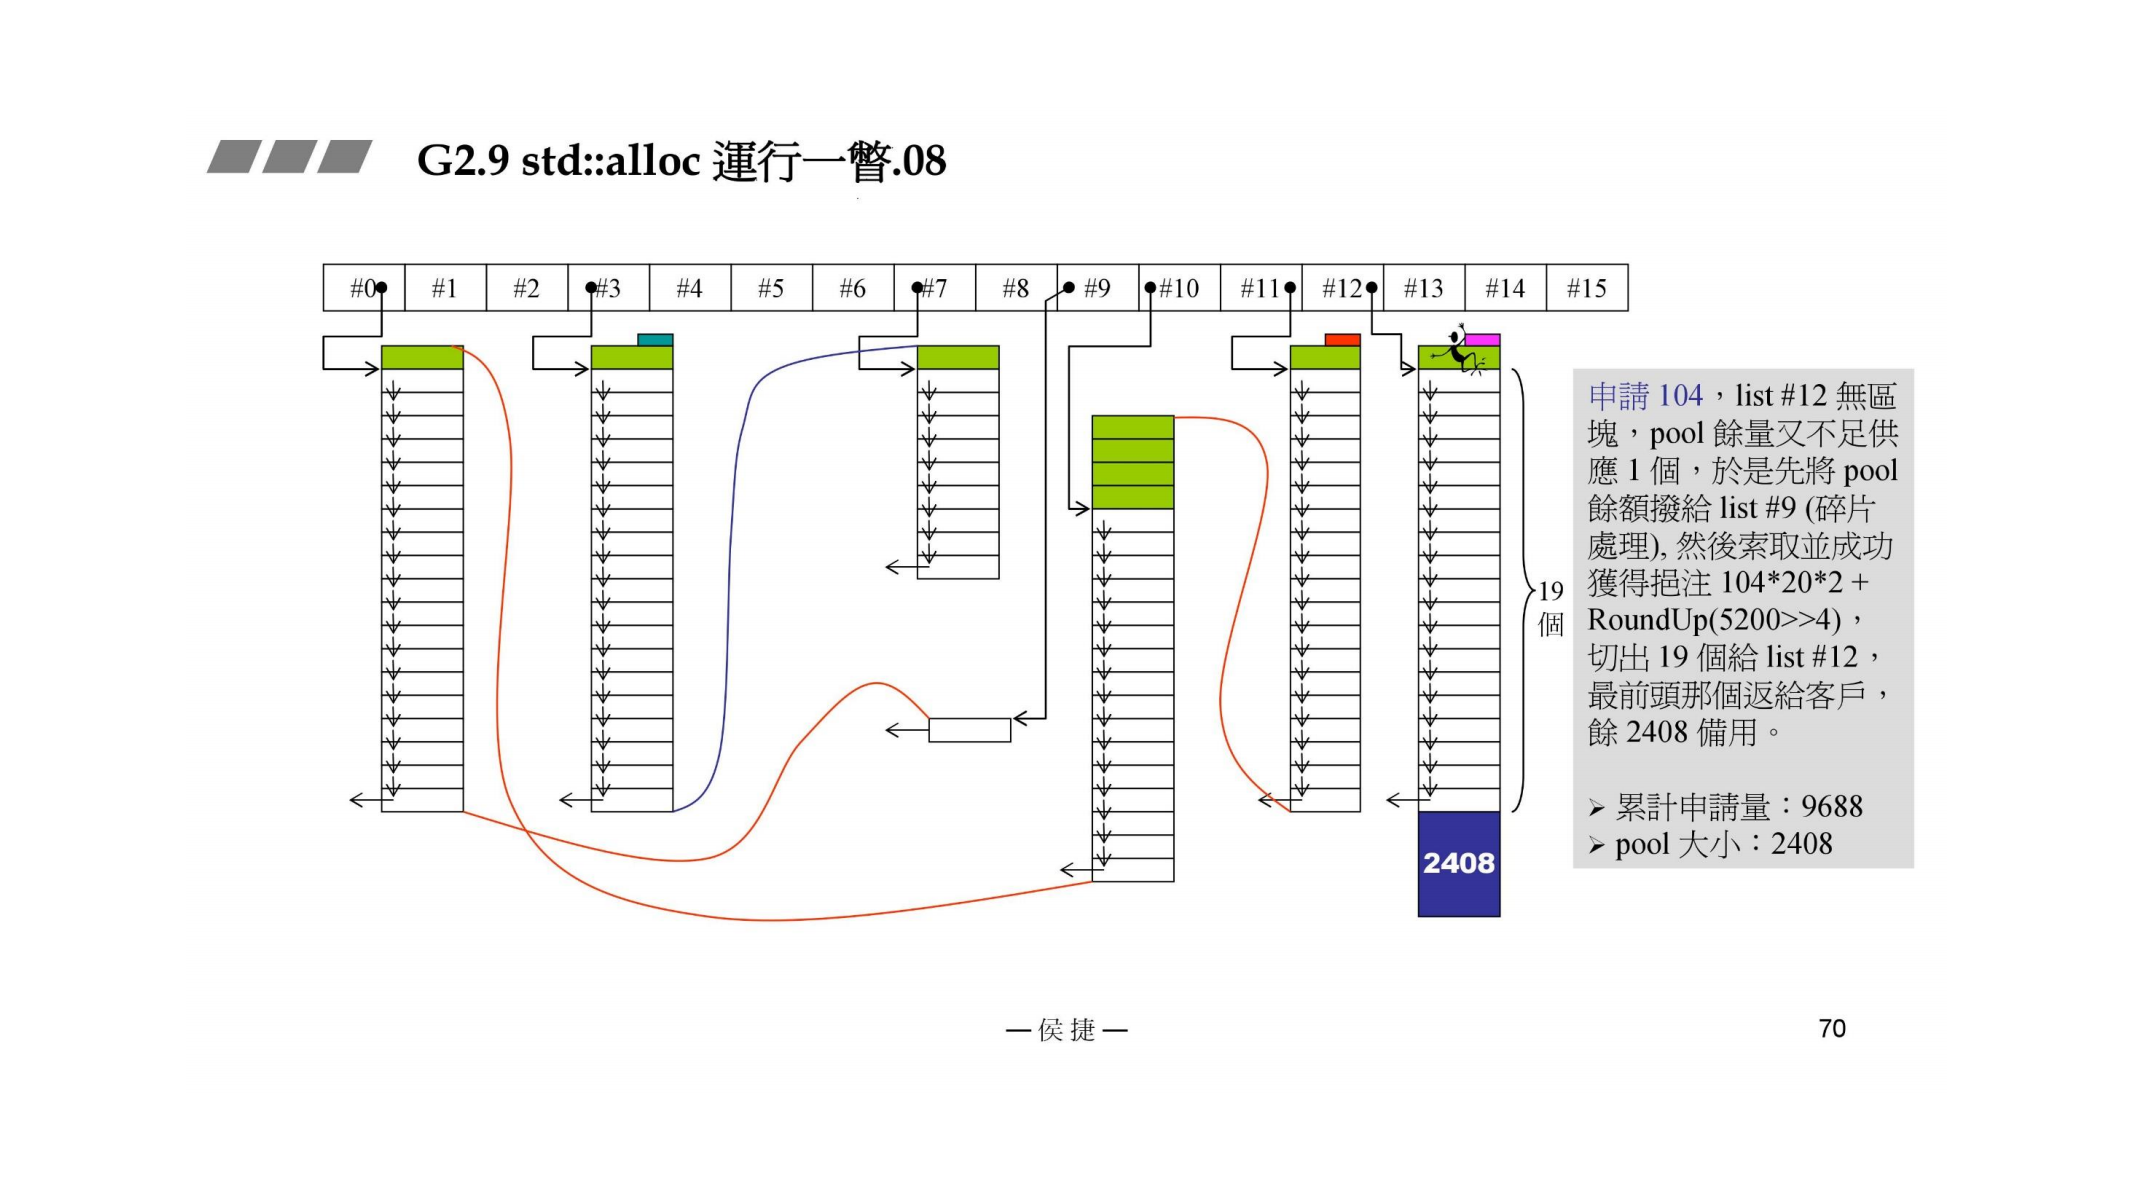 G2.9 std::alloc 運行一瞥.08
#0 #1 #2 #3 #4 #5 #6 #7 #8 #9 #10 #11 #12 #13 #14 #15
申請 104，list #12 無區
塊，pool 餘量又不足供
應 1 個，於是先將 pool
餘額撥給 list #9 (碎片
處理), 然後索取並成功
獲得挹注 104*20*2 +
RoundUp(5200>>4)，
切出 19 個給 list #12，
最前頭那個返給客戶，
餘 2408 備用。
➢ 累計申請量：9688
➢ pool 大小：2408
19
個
2408
— 侯 捷 —
70